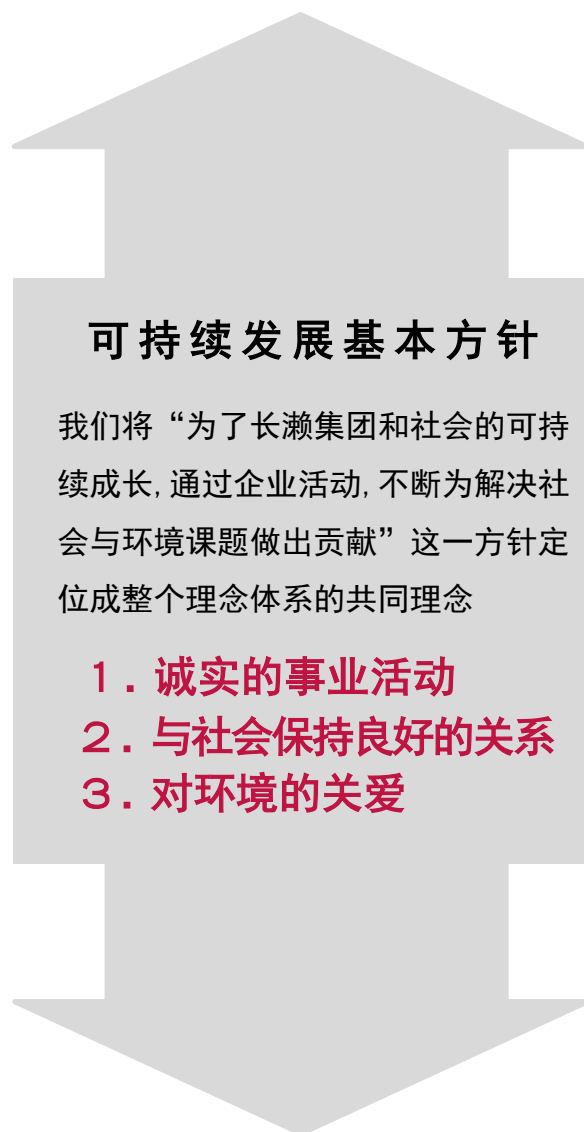 可持续发展基本方针
我们将“为了长濑集团和社会的可持
续成长,通过企业活动,不断为解决社
会与环境课题做出贡献”这一方针定
位成整个理念体系的共同理念
１．诚实的事业活动
２．与社会保持良好的关系
３．对环境的关爱